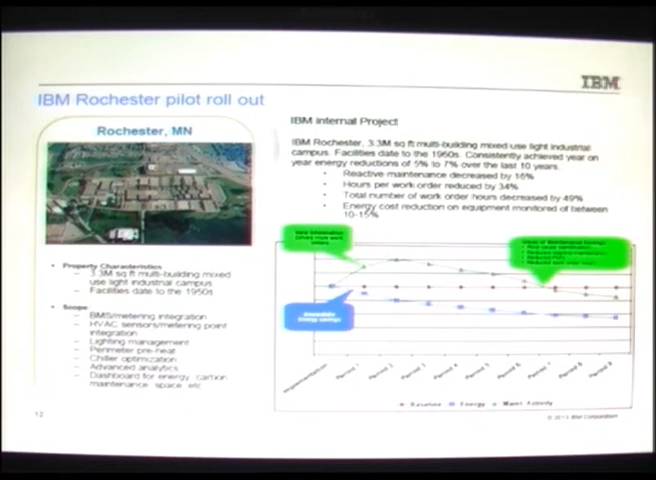 IBM
IBM Rochester pilot roll out
Rochester, MN
• Property Characteristics
– 3.3M sq ft multi-building mixed
use light industrial campus
– Facilities date to the 1950s
• Scope:
– BMS/metering integration
– HVAC sensors/metering point
integration
– Lighting management
– Perimeter pre-heat
– Chiller optimization
– Advanced analytics
– Dashboard for energy, carbon
maintenance, space etc
IBM Internal Project
IBM Rochester, 3.3M sq ft multi-building mixed use light industrial
campus. Facilities date to the 1950s. Consistently achieved year on
year energy reductions of 5% to 7% over the last 10 years.
• Reactive maintenance decreased by 16%
• Hours per work order reduced by 34%
• Total number of work order hours decreased by 49%
• Energy cost reduction on equipment monitored of between
10-15%
New information
drives more work
orders
Immediate
Energy savings
Implementation
Period 1
Period 2
Period 3
Period 4
Period 5
Period 6
Period 7
Period 8
Period 9
Baseline Energy Maint Activity
12
© 2013 IBM Corporation